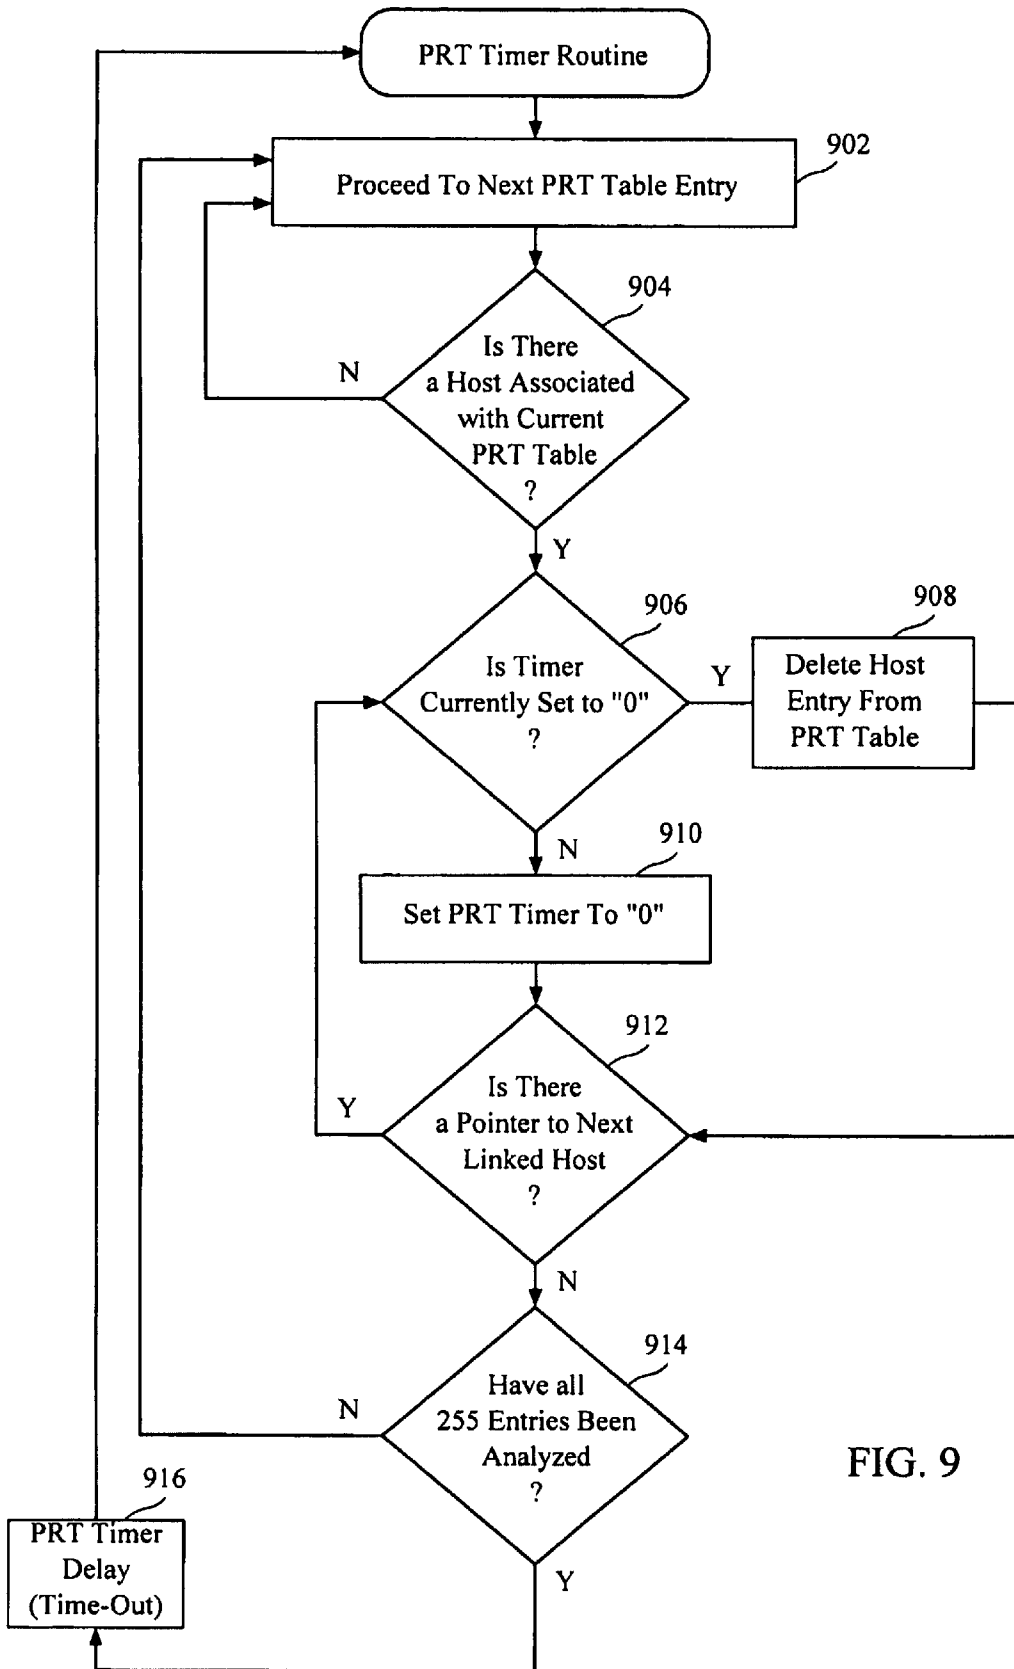 PRT Timer Routine
902
Proceed To Next PRT Table Entry
904
Is There
a Host Associated
with Current
PRT Table
?
N
Y
906
Is Timer
Currently Set to "0"
?
Y
908
Delete Host
Entry From
PRT Table
N
910
Set PRT Timer To "0"
912
Is There
a Pointer to Next
Linked Host
?
Y
N
914
Have all
255 Entries Been
Analyzed
?
N
Y
FIG. 9
916
PRT Timer
Delay
(Time-Out)